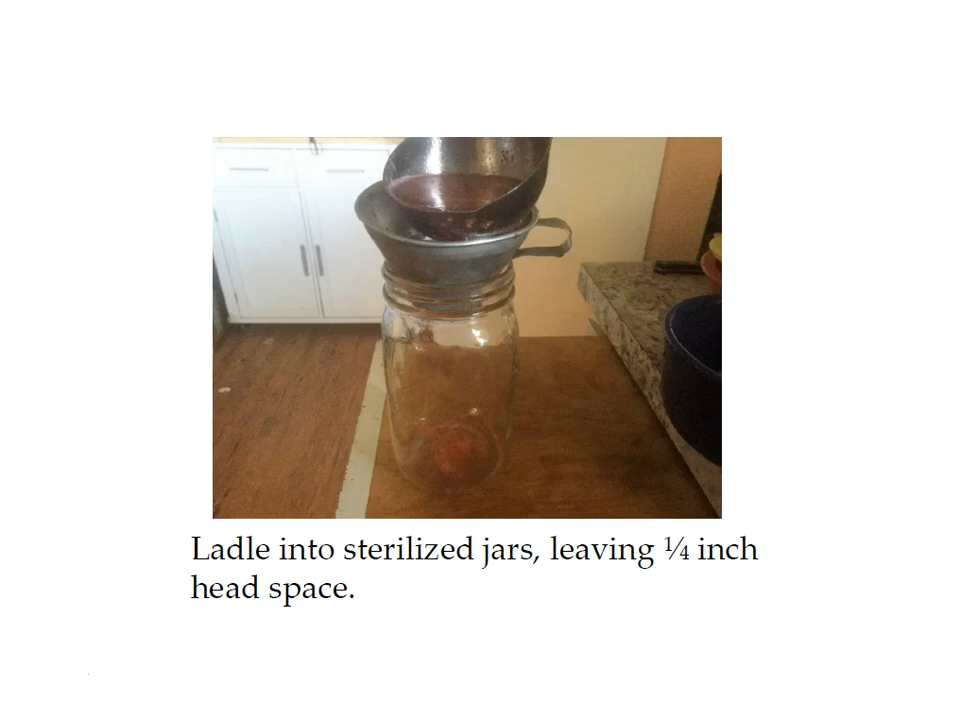 Ladle into sterilized jars, leaving ¼ inch
head space.